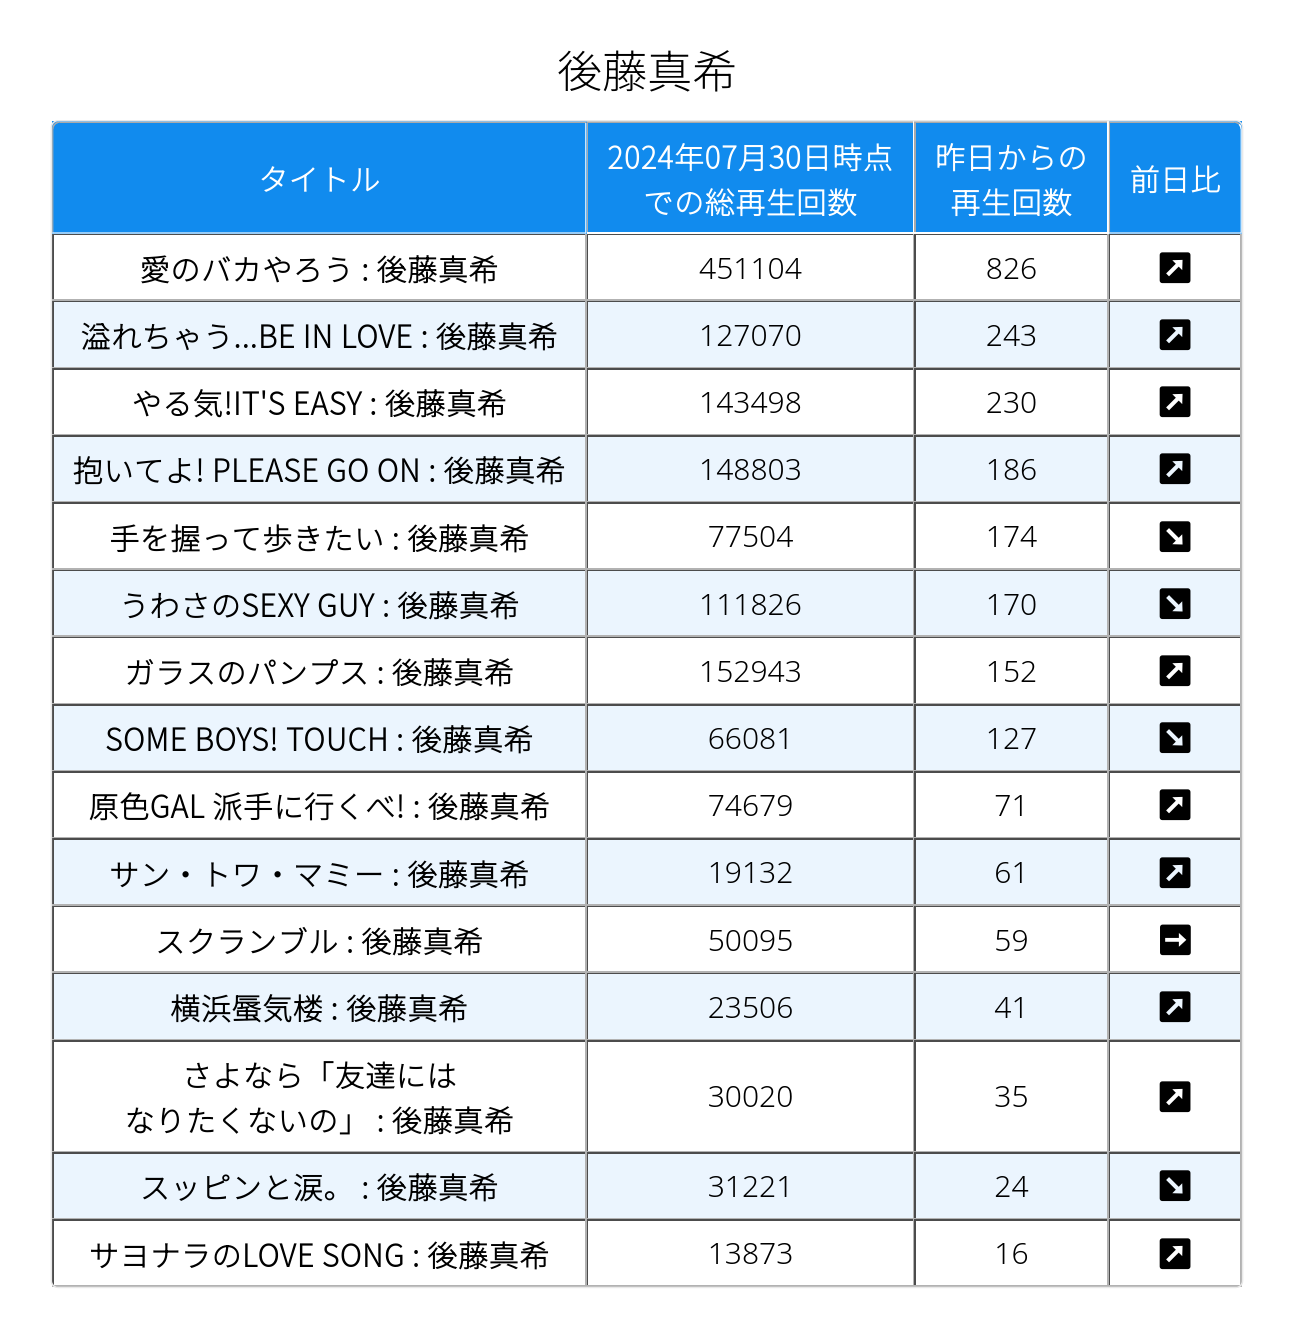 後藤真希
タイトル
2024年07月30日時点
での総再生回数
昨日からの
再生回数
前日比
愛のバカやろう : 後藤真希 451104 826
溢れちゃう...BE IN LOVE : 後藤真希 127070 243
やる気!IT'S EASY : 後藤真希 143498 230
抱いてよ! PLEASE GO ON : 後藤真希 148803 186
手を握って歩きたい : 後藤真希 77504 174
うわさのSEXY GUY : 後藤真希 111826 170
ガラスのパンプス : 後藤真希 152943 152
SOME BOYS! TOUCH : 後藤真希 66081 127
原色GAL 派手に行くべ! : 後藤真希 74679 71
サン・トワ・マミー : 後藤真希 19132 61
スクランブル : 後藤真希 50095 59
横浜蜃気楼 : 後藤真希 23506 41
さよなら「友達には
なりたくないの」 : 後藤真希 30020 35
スッピンと涙。 : 後藤真希 31221 24
サヨナラのLOVE SONG : 後藤真希 13873 16